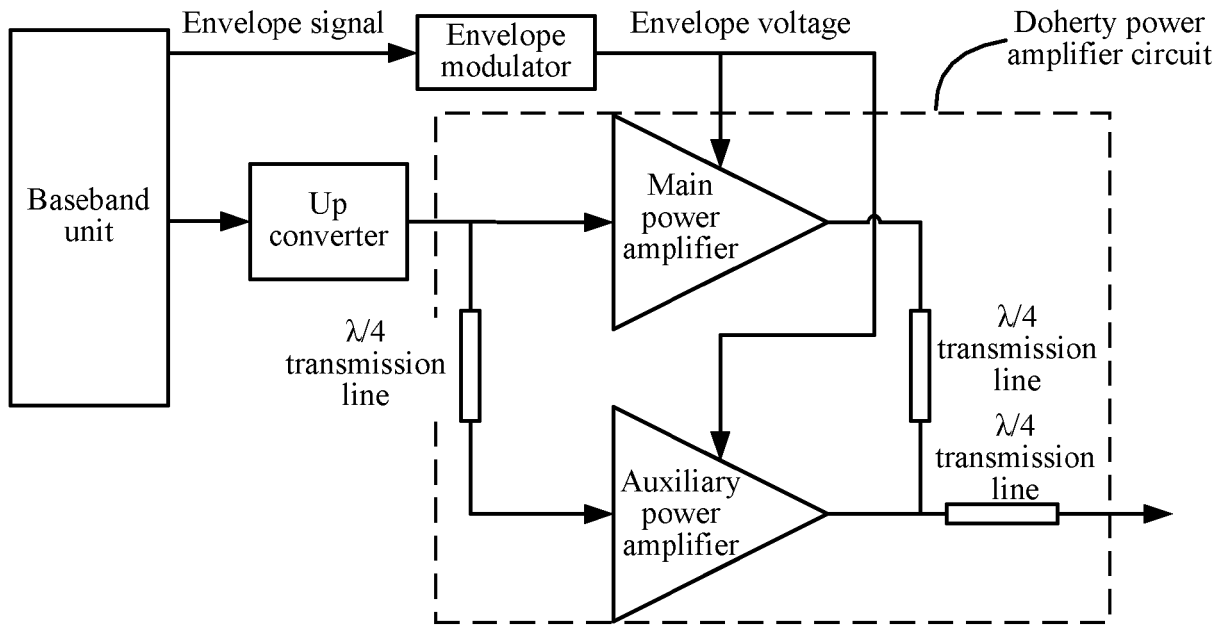 Envelope signal
Envelope
modulator
Envelope voltage
Doherty power
amplifier circuit
Baseband
unit
Up
converter
Main
power
amplifier
λ/4
transmission
line
λ/4
transmission
line
λ/4
transmission
line
Auxiliary
power
amplifier